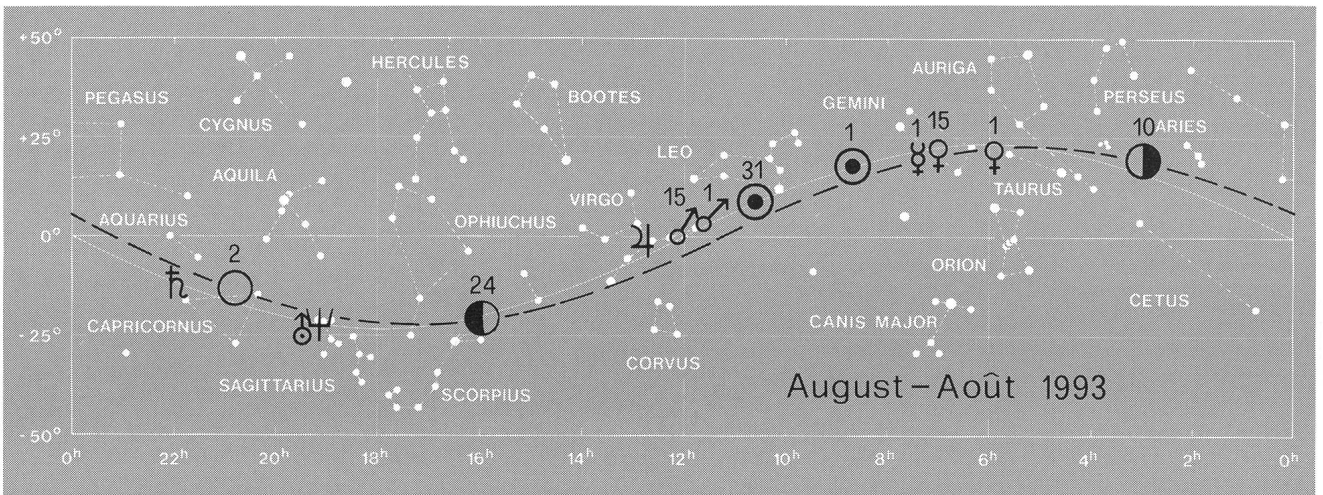 +50°
HERCULES
AURIGA
PEGASUS
BOOTES
GEMINI
PERSEUS
CYGNUS
1
1 15
1
10
ARIES
+25°
LEO
AQUILA
31
TAURUS
VIRGO
15 1
AQUARIUS
OPHIUCHUS
0°
2
ORION
24
CETUS
CAPRICORNUS
CANIS MAJOR
-25°
CORVUS
SAGITTARIUS
SCORPIUS
August – Août 1993
-50°
0h 22h 20h 18h 16h 14h 12h 10h 8h 6h 4h 2h 0h